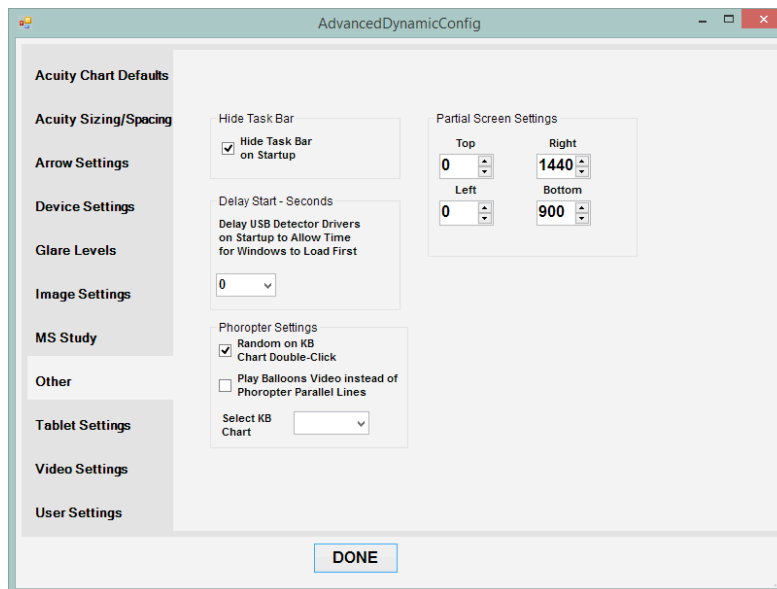 AdvancedDynamicConfig
Acuity Chart Defaults
Acuity Sizing/Spacing
Arrow Settings
Device Settings
Glare Levels
Image Settings
MS Study
Other
Tablet Settings
Video Settings
User Settings
Hide Task Bar
Hide Task Bar
on Startup
Delay Start - Seconds
Delay USB Detector Drivers
on Startup to Allow Time
for Windows to Load First
0
Phoropter Settings
Random on KB
Chart Double-Click
Play Balloons Video instead of
Phoropter Parallel Lines
Select KB
Chart
Partial Screen Settings
Top Right
0 1440
Left Bottom
0 900
DONE